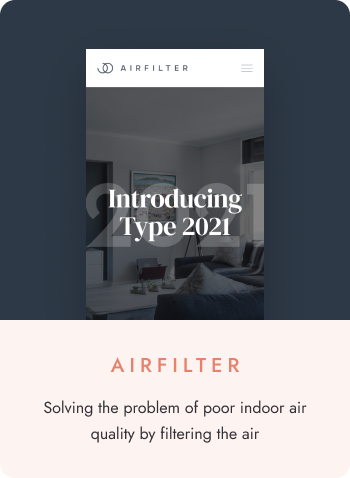 AIRFILTER
2021
Introducing
Type 2021
AIRFILTER
Solving the problem of poor indoor air
quality by filtering the air